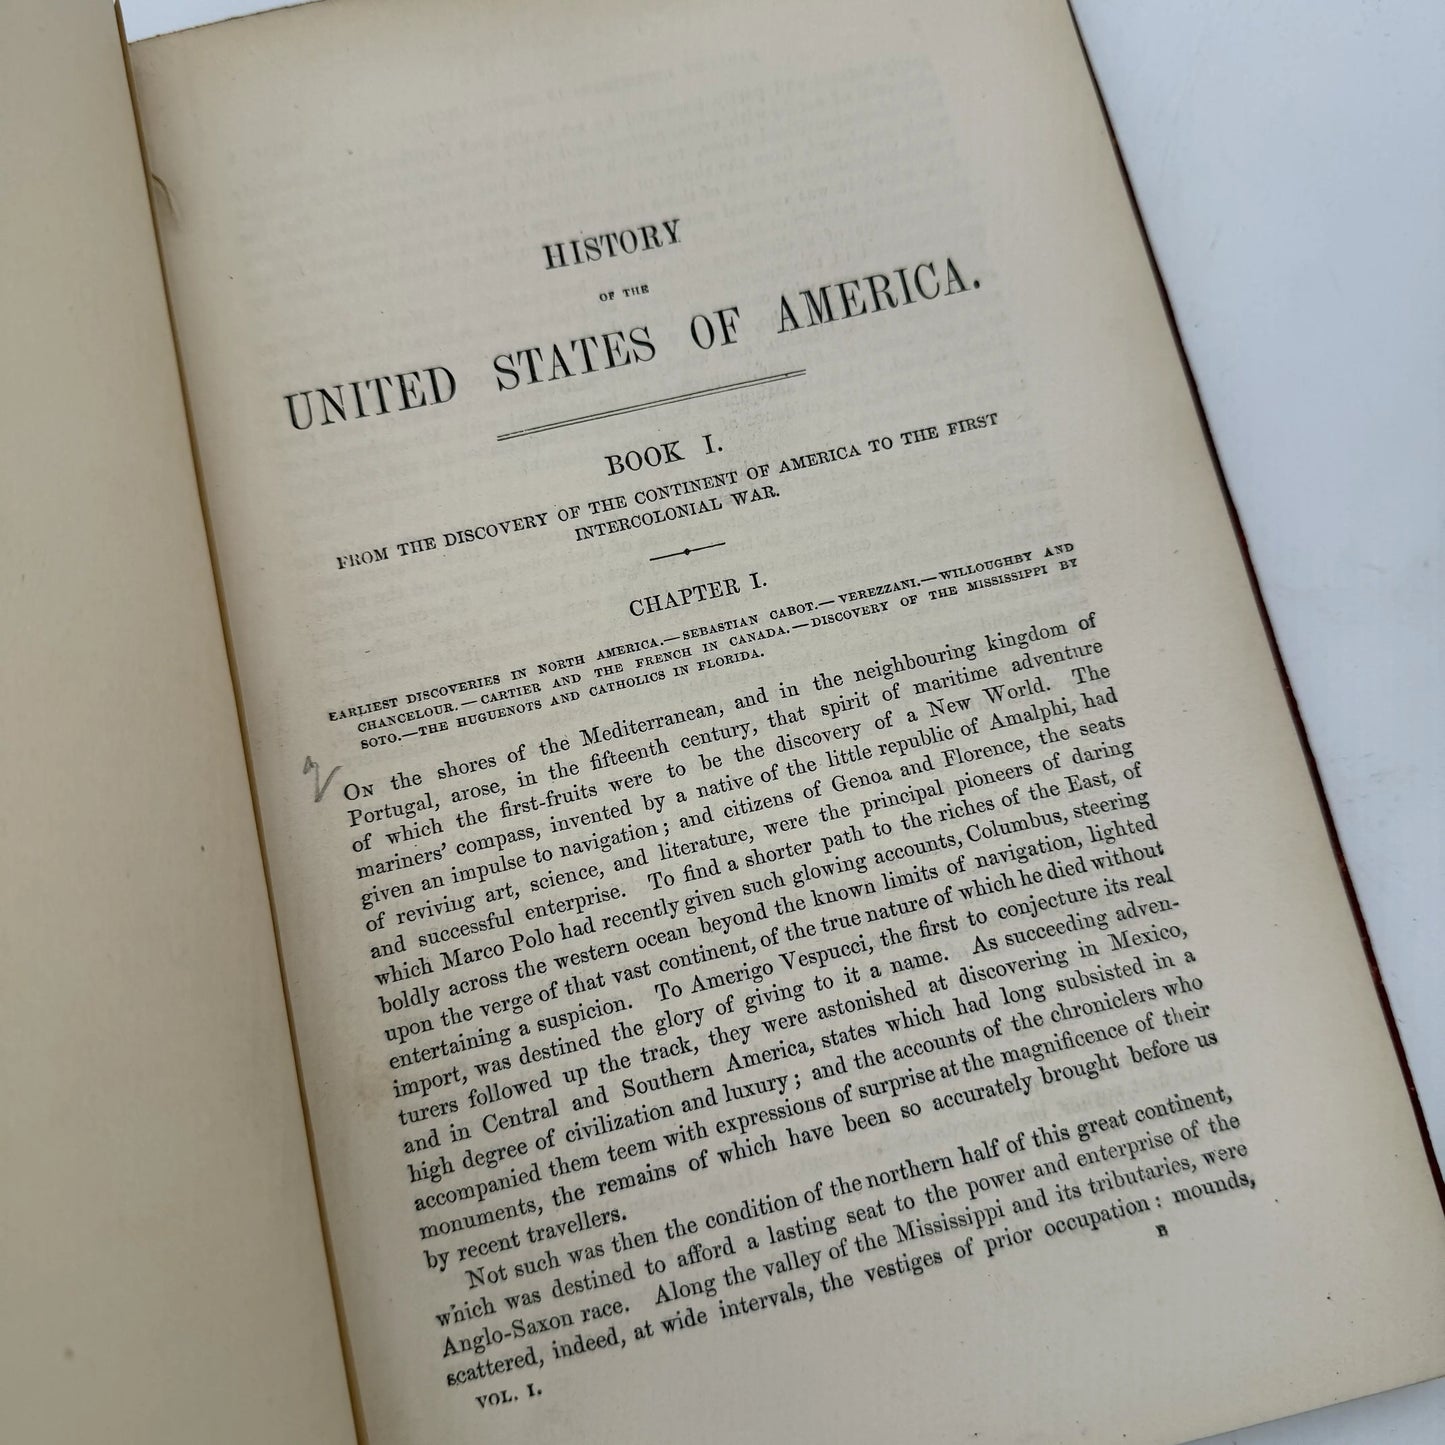 HISTORY
OF THE
UNITED STATES OF AMERICA.
BOOK I.
FROM THE DISCOVERY OF THE CONTINENT OF AMERICA TO THE FIRST
INTERCOLONIAL WAR.
CHAPTER I.
EARLIEST DISCOVERIES IN NORTH AMERICA.—SEBASTIAN CABOT.—VEREZZANI.—WILLOUGHBY AND
CHANCELOUR.—CARTIER AND THE FRENCH IN CANADA.—DISCOVERY OF THE MISSISSIPPI BY
SOTO.—THE HUGUENOTS AND CATHOLICS IN FLORIDA.
ON the shores of the Mediterranean, and in the neighbouring kingdom of
Portugal, arose, in the fifteenth century, that spirit of maritime adventure
of which the first-fruits were to be the discovery of a New World. The
mariners' compass, invented by a native of the little republic of Amalphi, had
given an impulse to navigation; and citizens of Genoa and Florence, the seats
of reviving art, science, and literature, were the principal pioneers of daring
and successful enterprise. To find a shorter path to the riches of the East, of
which Marco Polo had recently given such glowing accounts, Columbus, steering
boldly across the western ocean beyond the known limits of navigation, lighted
upon the verge of that vast continent, of the true nature of which he died without
entertaining a suspicion. To Amerigo Vespucci, the first to conjecture its real
import, was destined the glory of giving to it a name. As succeeding adven-
turers followed up the track, they were astonished at discovering in Mexico,
and in Central and Southern America, states which had long subsisted in a
high degree of civilization and luxury; and the accounts of the chroniclers who
accompanied them teem with expressions of surprise at the magnificence of their
monuments, the remains of which have been so accurately brought before us
by recent travellers.
Not such was then the condition of the northern half of this great continent,
which was destined to afford a lasting seat to the power and enterprise of the
Anglo-Saxon race. Along the valley of the Mississippi and its tributaries, were
scattered, indeed, at wide intervals, the vestiges of prior occupation: mounds,
VOL. I.
B